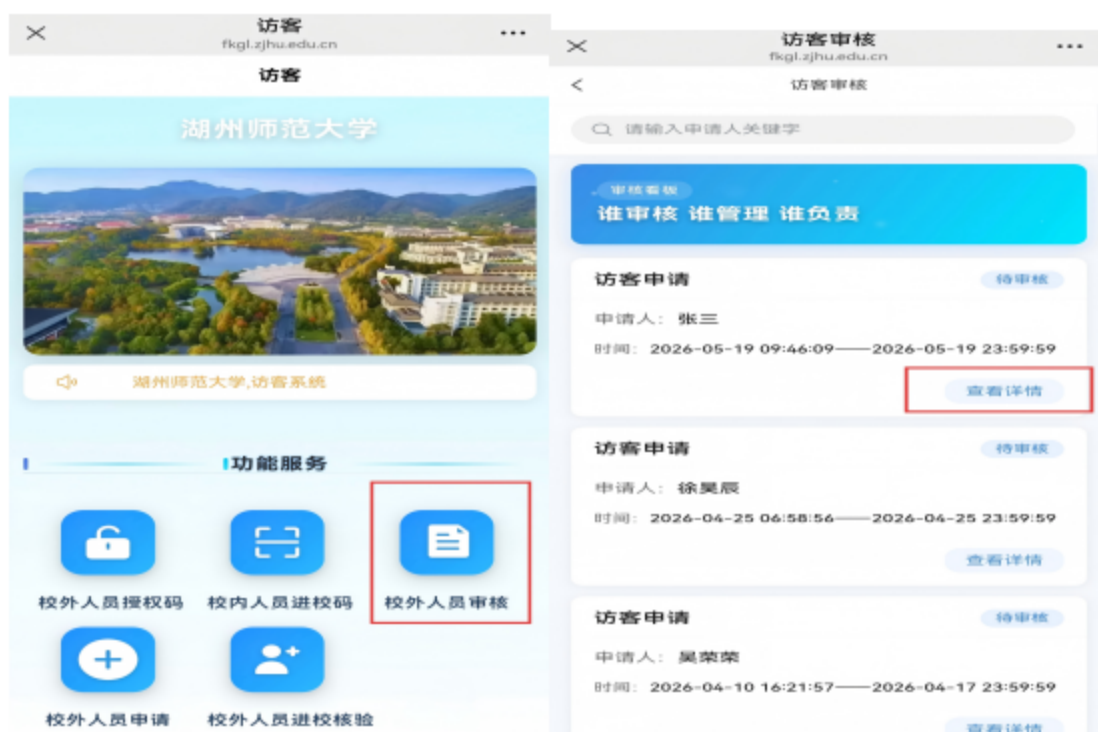 访客
fkgl.zjhu.edu.cn
访客
湖州师范大学
湖州师范大学,访客系统
功能服务
校外人员授权码
校内人员进校码
校外人员审核
校外人员申请
校外人员进校核验
访客审核
fkgl.zjhu.edu.cn
访客审核
请输入申请人关键字
审核看板
谁审核 谁管理 谁负责
访客申请
待审核
申请人: 张三
时间: 2026-05-19 09:46:09——2026-05-19 23:59:59
查看详情
访客申请
待审核
申请人: 徐昊辰
时间: 2026-04-25 06:58:56——2026-04-25 23:59:59
查看详情
访客申请
待审核
申请人: 吴荣荣
时间: 2026-04-10 16:21:57——2026-04-17 23:59:59
查看详情